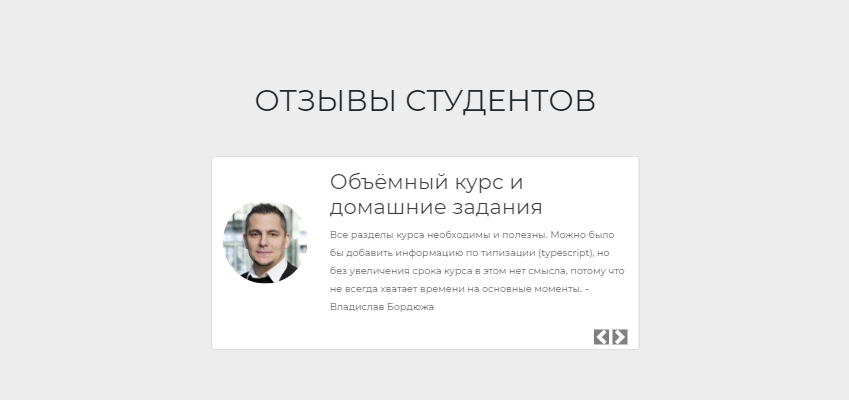 ОТЗЫВЫ СТУДЕНТОВ
Объёмный курс и
домашние задания
Все разделы курса необходимы и полезны. Можно было
бы добавить информацию по типизации (typescript), но
без увеличения срока курса в этом нет смысла, потому что
не всегда хватает времени на основные моменты. -
Владислав Бордюжа